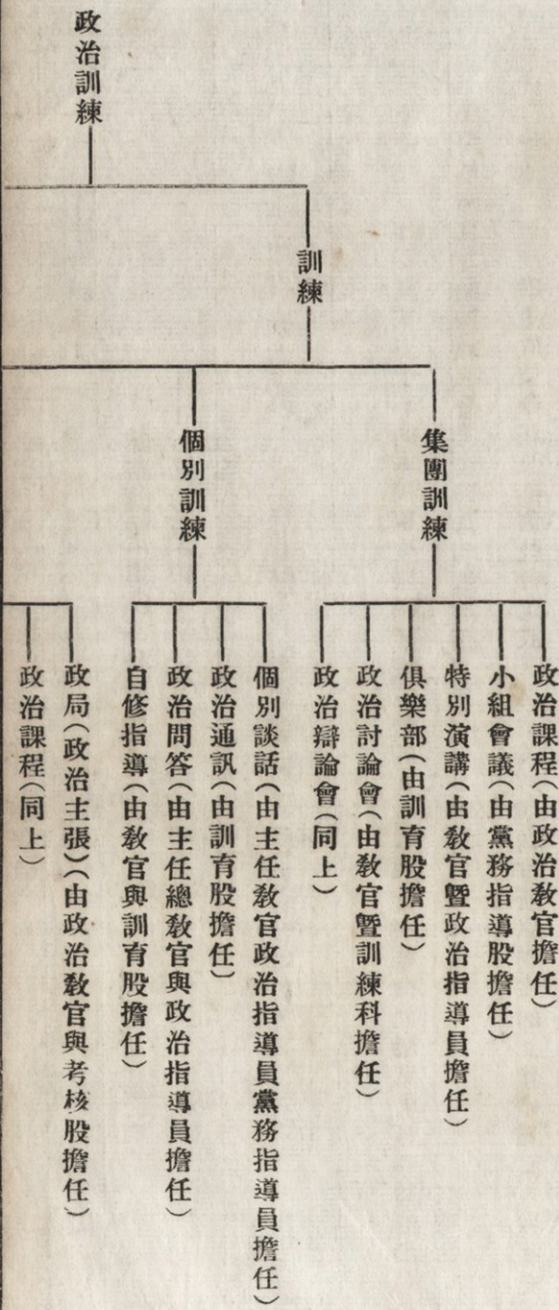 政治訓練
訓練
集團訓練
政治課程(由政治教官擔任)
小組會議(由黨務指導股擔任)
特別演講(由教官暨政治指導員擔任)
俱樂部(由訓育股擔任)
政治討論會(由教官暨訓練科擔任)
政治辯論會(同上)
個別訓練
個別談話(由主任教官政治指導員黨務指導員擔任)
政治通訊(由訓育股擔任)
政治問答(由主任總教官與政治指導員擔任)
自修指導(由教官與訓育股擔任)
政局(政治主張)(由政治教官與考核股擔任)
政治課程(同上)